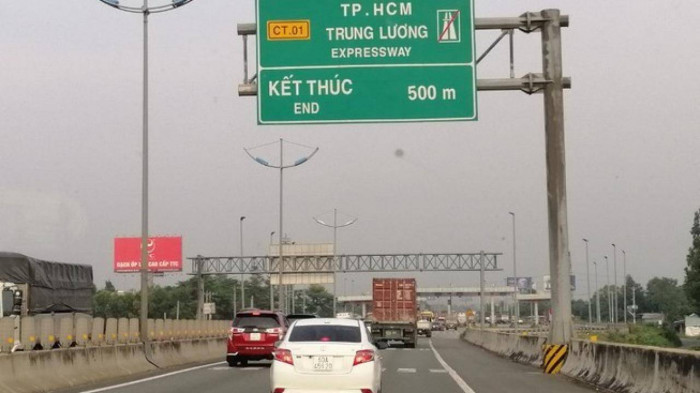 TP.HCM
CT.01
TRUNG LƯƠNG
EXPRESSWAY
KẾT THÚC
500 m
END